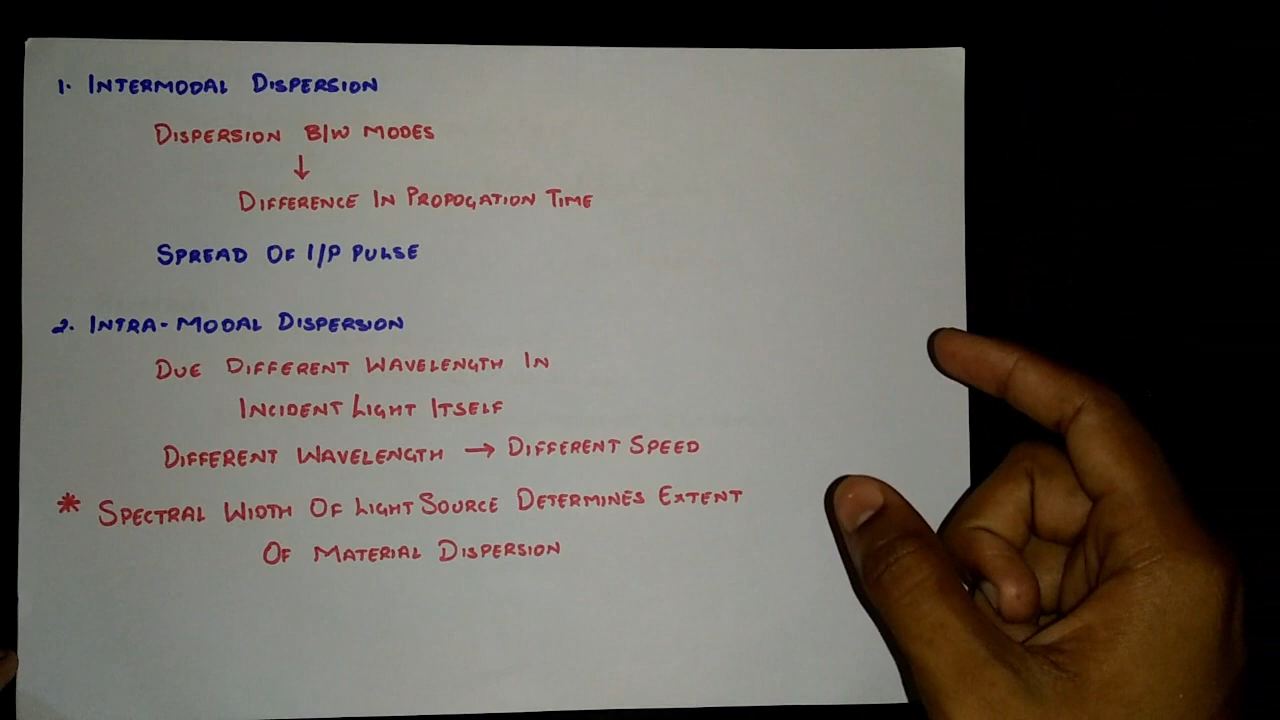 1. INTERMODAL DISPERSION
DISPERSION B/W MODES
↓
DIFFERENCE IN PROPOGATION TIME
SPREAD OF I/P PULSE
2. INTRA-MODAL DISPERSION
DUE DIFFERENT WAVELENGTH IN
INCIDENT LIGHT ITSELF
DIFFERENT WAVELENGTH → DIFFERENT SPEED
* SPECTRAL WIDTH OF LIGHT SOURCE DETERMINES EXTENT
OF MATERIAL DISPERSION